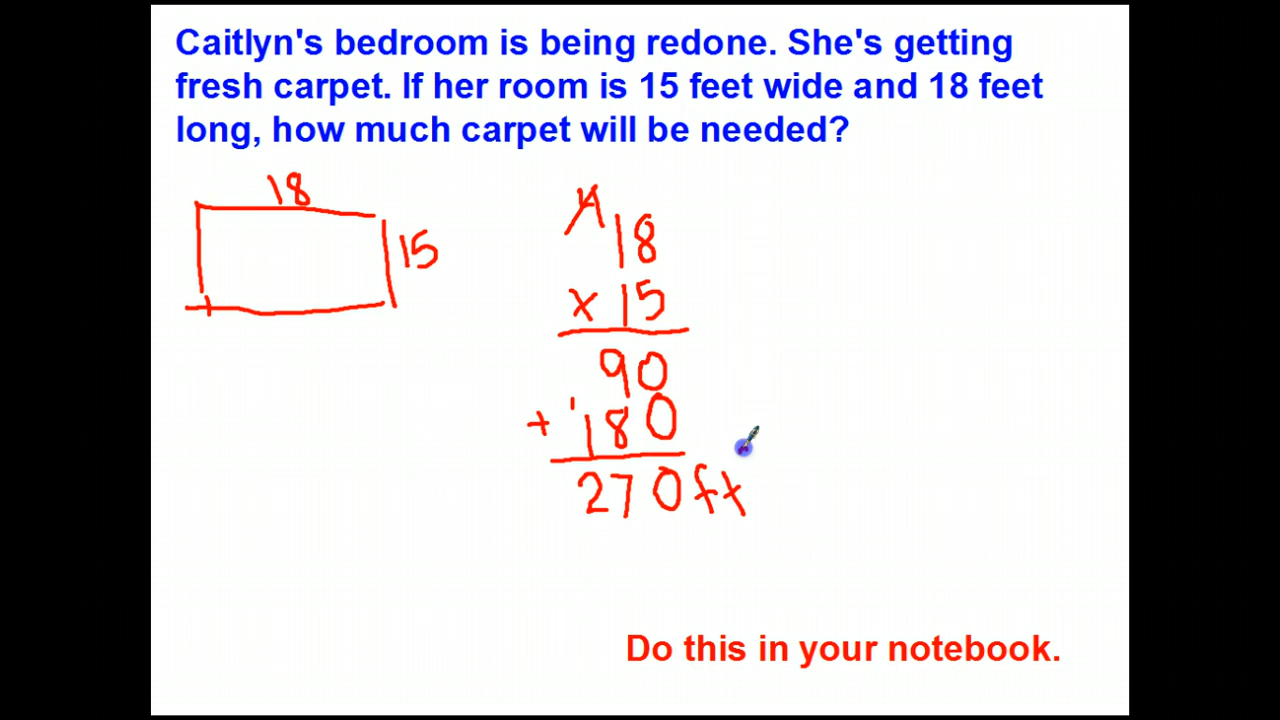 Caitlyn's bedroom is being redone. She's getting
fresh carpet. If her room is 15 feet wide and 18 feet
long, how much carpet will be needed?
18
15
4
18
x 15
90
1
+ 180
270 ft
Do this in your notebook.